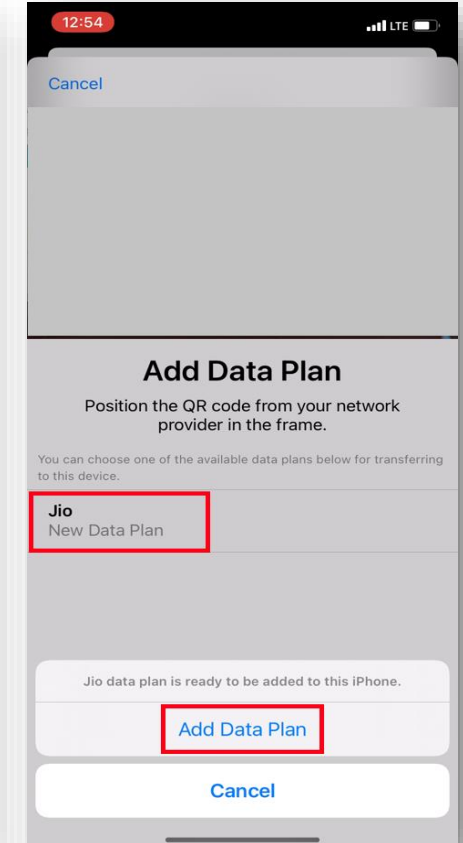 12:54
LTE
Cancel
Add Data Plan
Position the QR code from your network
provider in the frame.
You can choose one of the available data plans below for transferring
to this device.
Jio
New Data Plan
Jio data plan is ready to be added to this iPhone.
Add Data Plan
Cancel